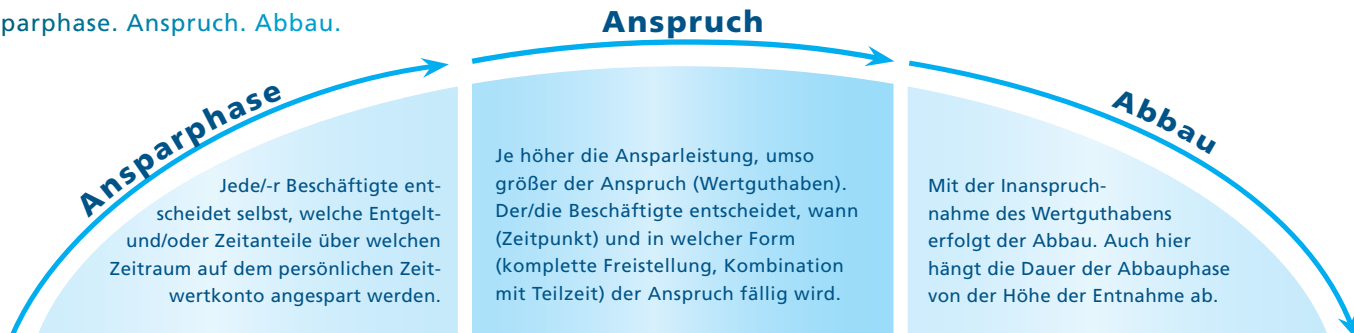 parphase. Anspruch. Abbau.
Anspruch
Ansparphase
Abbau
Jede/-r Beschäftigte ent-
scheidet selbst, welche Entgelt-
und/oder Zeitanteile über welchen
Zeitraum auf dem persönlichen Zeit-
wertkonto angespart werden.
Je höher die Ansparleistung, umso
größer der Anspruch (Wertguthaben).
Der/die Beschäftigte entscheidet, wann
(Zeitpunkt) und in welcher Form
(komplette Freistellung, Kombination
mit Teilzeit) der Anspruch fällig wird.
Mit der Inanspruch-
nahme des Wertguthabens
erfolgt der Abbau. Auch hier
hängt die Dauer der Abbauphase
von der Höhe der Entnahme ab.